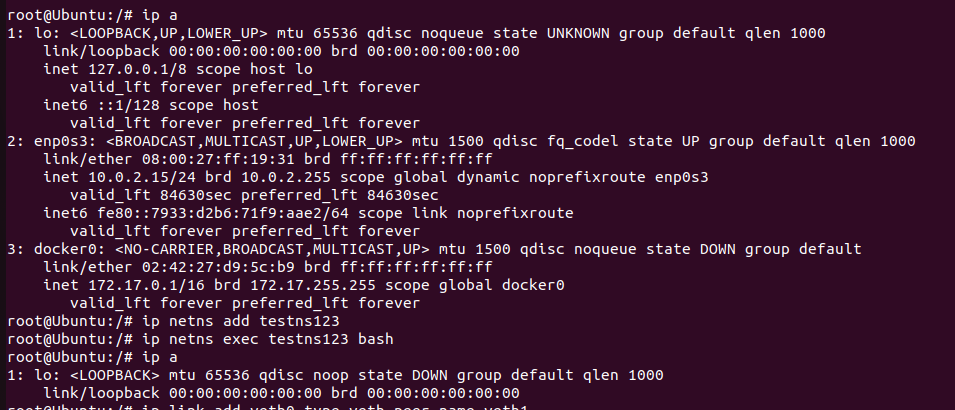 root@Ubuntu:/# ip a
1: lo: <LOOPBACK,UP,LOWER_UP> mtu 65536 qdisc noqueue state UNKNOWN group default qlen 1000
    link/loopback 00:00:00:00:00:00 brd 00:00:00:00:00:00
    inet 127.0.0.1/8 scope host lo
       valid_lft forever preferred_lft forever
    inet6 ::1/128 scope host
       valid_lft forever preferred_lft forever
2: enp0s3: <BROADCAST,MULTICAST,UP,LOWER_UP> mtu 1500 qdisc fq_codel state UP group default qlen 1000
    link/ether 08:00:27:ff:19:31 brd ff:ff:ff:ff:ff:ff
    inet 10.0.2.15/24 brd 10.0.2.255 scope global dynamic noprefixroute enp0s3
       valid_lft 84630sec preferred_lft 84630sec
    inet6 fe80::7933:d2b6:71f9:aae2/64 scope link noprefixroute
       valid_lft forever preferred_lft forever
3: docker0: <NO-CARRIER,BROADCAST,MULTICAST,UP> mtu 1500 qdisc noqueue state DOWN group default
    link/ether 02:42:27:d9:5c:b9 brd ff:ff:ff:ff:ff:ff
    inet 172.17.0.1/16 brd 172.17.255.255 scope global docker0
       valid_lft forever preferred_lft forever
root@Ubuntu:/# ip netns add testns123
root@Ubuntu:/# ip netns exec testns123 bash
root@Ubuntu:/# ip a
1: lo: <LOOPBACK> mtu 65536 qdisc noop state DOWN group default qlen 1000
    link/loopback 00:00:00:00:00:00 brd 00:00:00:00:00:00
root@Ubuntu:/# ip link add veth0 type veth peer name veth1